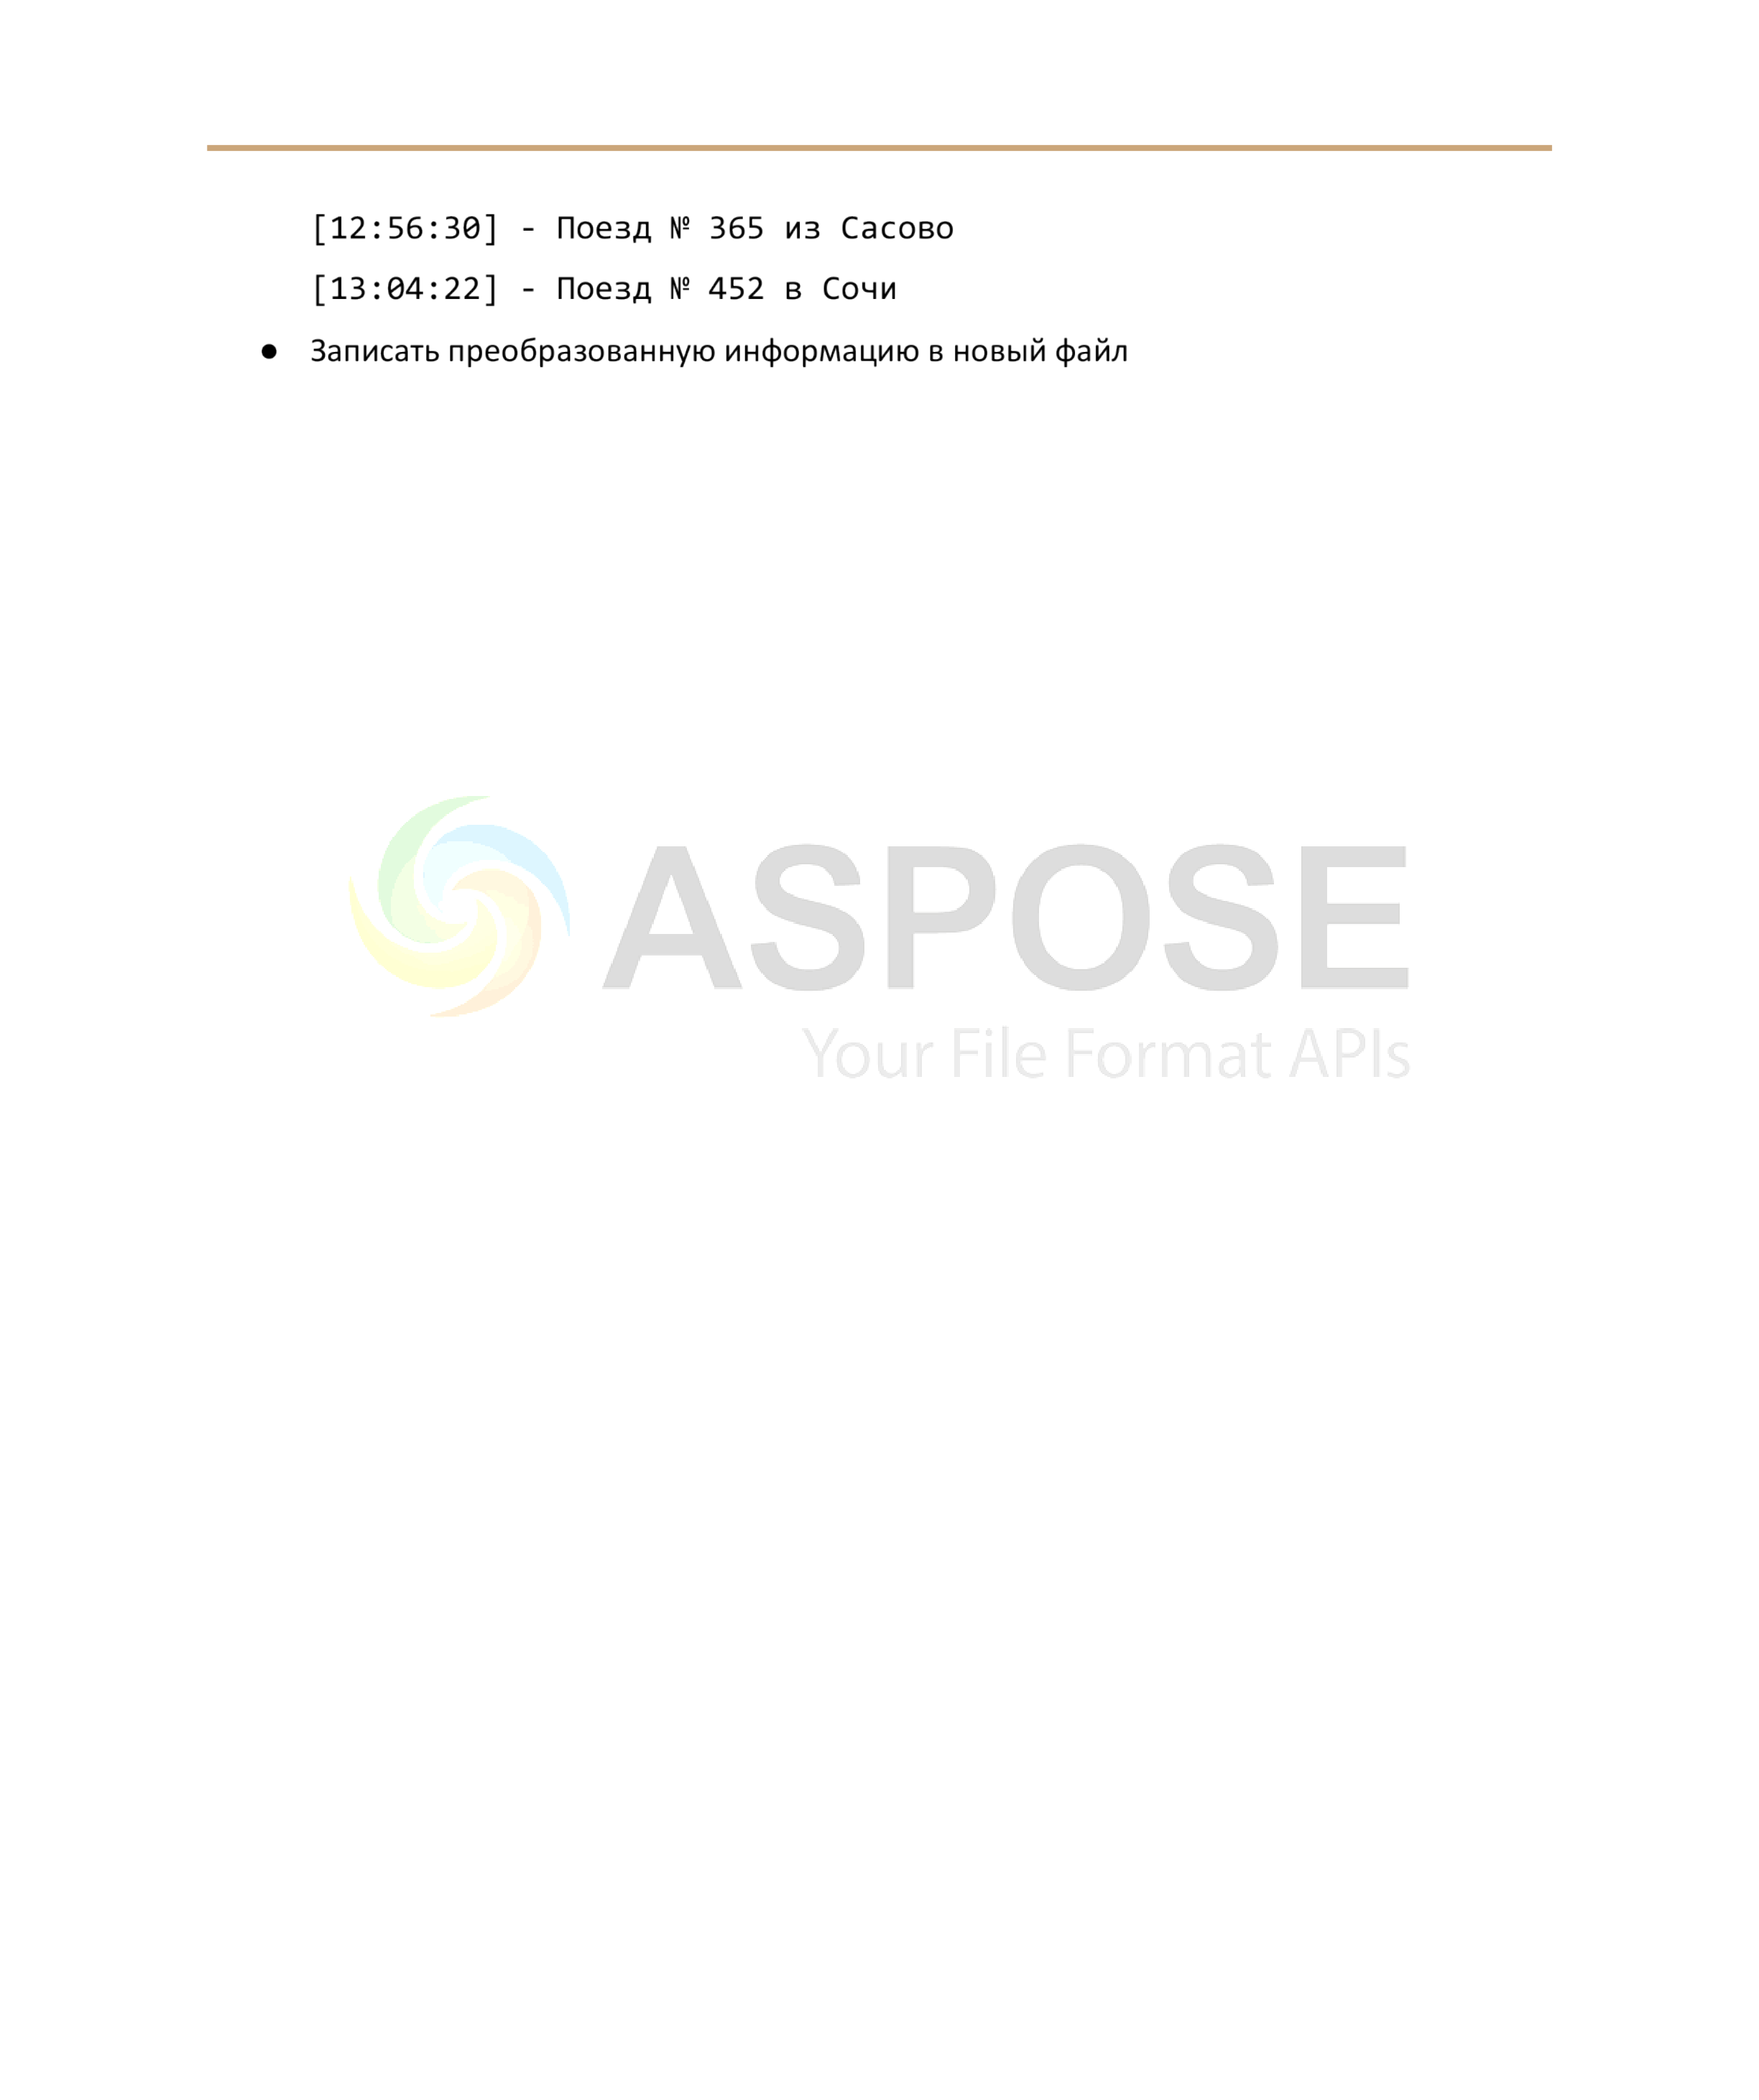 [12:56:30] - Поезд № 365 из Сасово
[13:04:22] - Поезд № 452 в Сочи
● Записать преобразованную информацию в новый файл
ASPOSE
Your File Format APIs